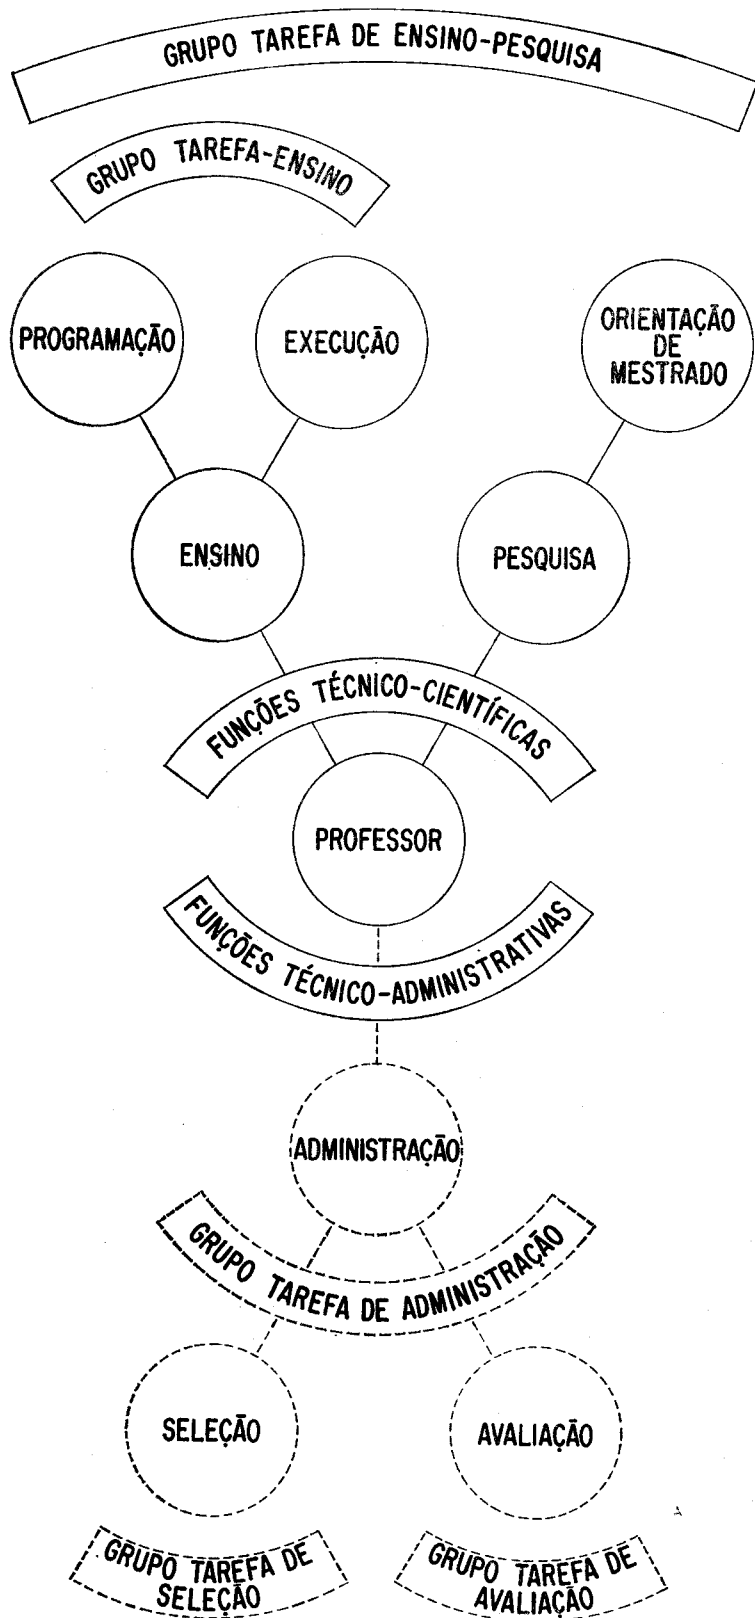 GRUPO TAREFA DE ENSINO-PESQUISA
GRUPO TAREFA-ENSINO
PROGRAMAÇÃO
EXECUÇÃO
ORIENTAÇÃO
DE
MESTRADO
ENSINO
PESQUISA
FUNÇÕES TÉCNICO-CIENTÍFICAS
PROFESSOR
FUNÇÕES TÉCNICO-ADMINISTRATIVAS
ADMINISTRAÇÃO
GRUPO TAREFA DE ADMINISTRAÇÃO
SELEÇÃO
AVALIAÇÃO
GRUPO TAREFA DE
SELEÇÃO
GRUPO TAREFA DE
AVALIAÇÃO